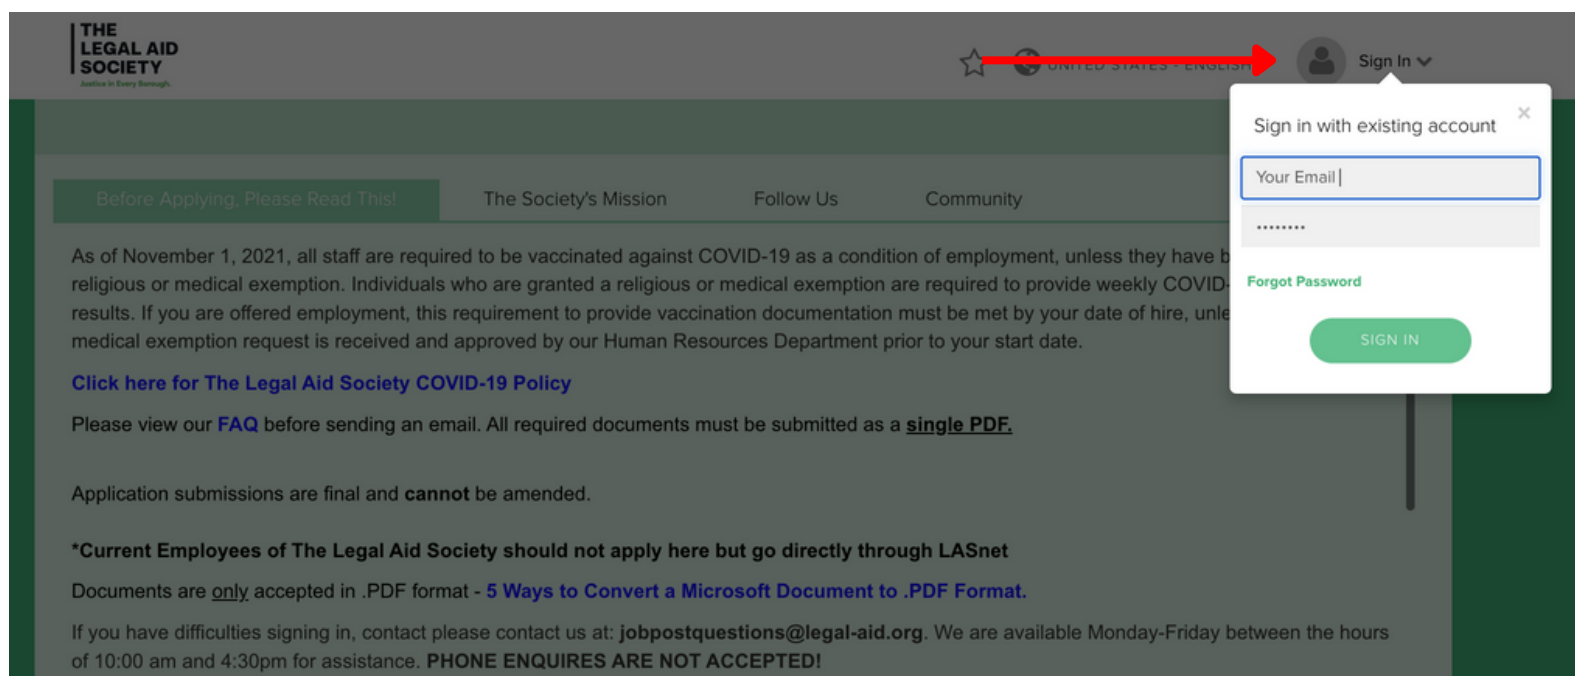 THE
LEGAL AID
SOCIETY
Justice in Every Borough.
UNITED STATES - ENGLISH
Sign In
Sign in with existing account
×
Your Email
••••••••
Forgot Password
SIGN IN
Before Applying, Please Read This!
The Society's Mission
Follow Us
Community
As of November 1, 2021, all staff are required to be vaccinated against COVID-19 as a condition of employment, unless they have b
religious or medical exemption. Individuals who are granted a religious or medical exemption are required to provide weekly COVID-
results. If you are offered employment, this requirement to provide vaccination documentation must be met by your date of hire, unle
medical exemption request is received and approved by our Human Resources Department prior to your start date.
Click here for The Legal Aid Society COVID-19 Policy
Please view our FAQ before sending an email. All required documents must be submitted as a single PDF.
Application submissions are final and cannot be amended.
*Current Employees of The Legal Aid Society should not apply here but go directly through LASnet
Documents are only accepted in .PDF format - 5 Ways to Convert a Microsoft Document to .PDF Format.
If you have difficulties signing in, contact please contact us at: jobpostquestions@legal-aid.org. We are available Monday-Friday between the hours
of 10:00 am and 4:30pm for assistance. PHONE ENQUIRES ARE NOT ACCEPTED!